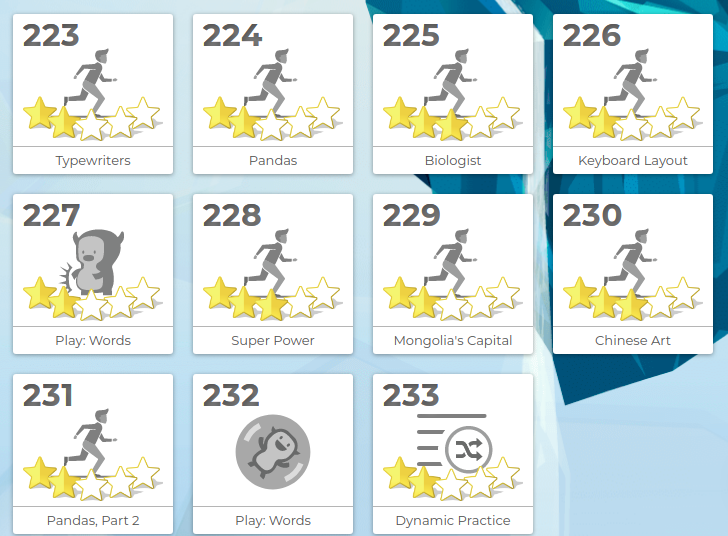 223
Typewriters
224
Pandas
225
Biologist
226
Keyboard Layout
227
Play: Words
228
Super Power
229
Mongolia's Capital
230
Chinese Art
231
Pandas, Part 2
232
Play: Words
233
Dynamic Practice